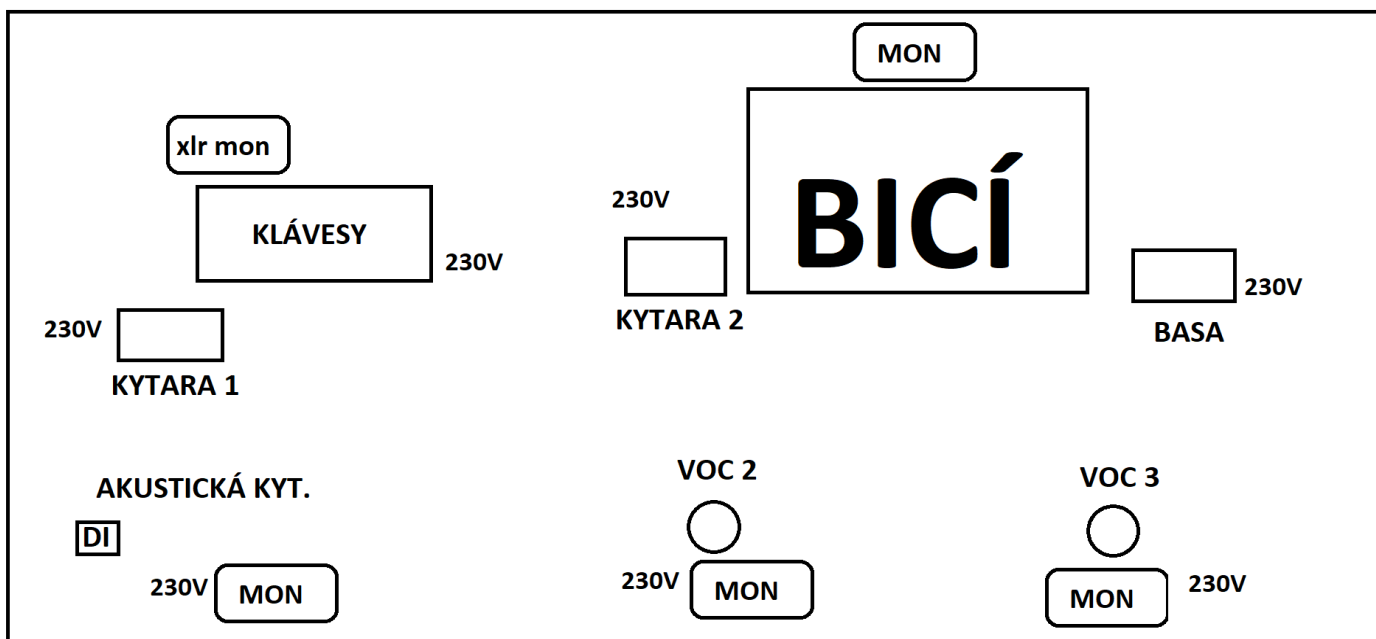 MON
xlr mon
BICÍ
230V
KLÁVESY
230V
230V
KYTARA 2
BASA
230V
KYTARA 1
VOC 2
VOC 3
AKUSTICKÁ KYT.
DI
230V
MON
230V
MON
MON
230V